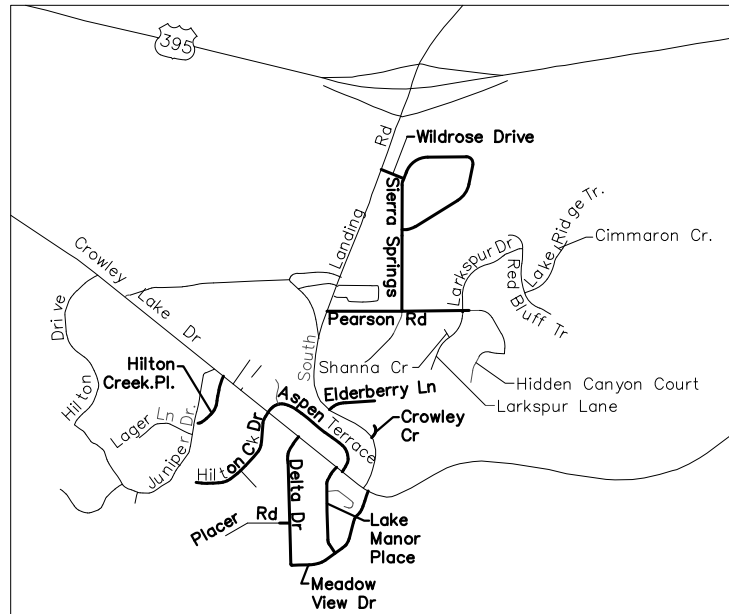 395
Rd
Wildrose Drive
Sierra Springs
Landing
South
Lake Ridge Tr.
Cimmaron Cr.
Larkspur Dr
Red Bluff Tr
Crowley Lake Dr
Hilton Drive
Pearson Rd
Shanna Cr
Hidden Canyon Court
Larkspur Lane
Hilton
Creek.Pl.
Elderberry Ln
Aspen Terrace
Crowley
Cr
Lager Ln
Juniper Dr.
Hilton Ck Dr
Delta Dr
Placer Rd
Lake
Manor
Place
Meadow
View Dr